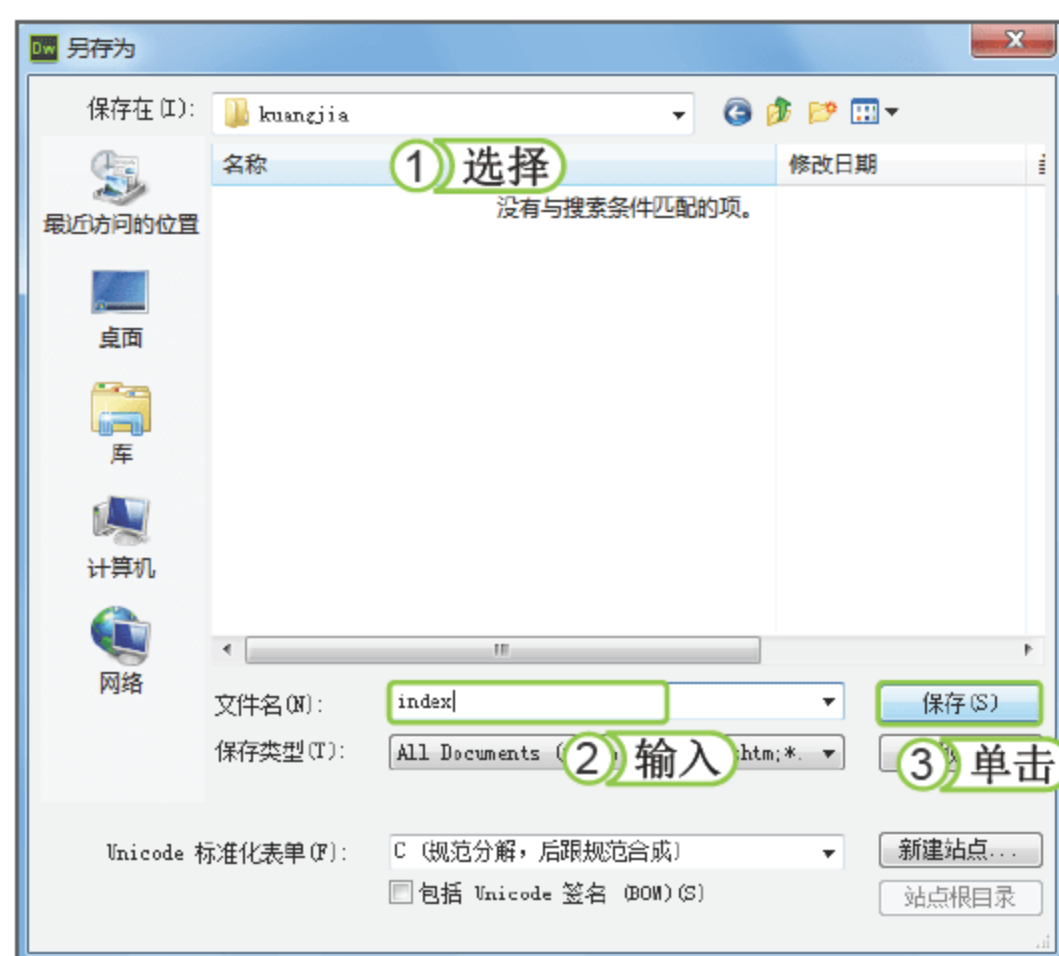 Dw 另存为
保存在(I): kuangjia
名称 ① 选择 修改日期
没有与搜索条件匹配的项。
最近访问的位置
桌面
库
计算机
网络
文件名(N): index 保存(S)
保存类型(T): All Documents ( ② 输入 htm;*. ③ 单击
Unicode 标准化表单(F): C (规范分解，后跟规范合成) 新建站点...
包括 Unicode 签名 (BOM)(S) 站点根目录